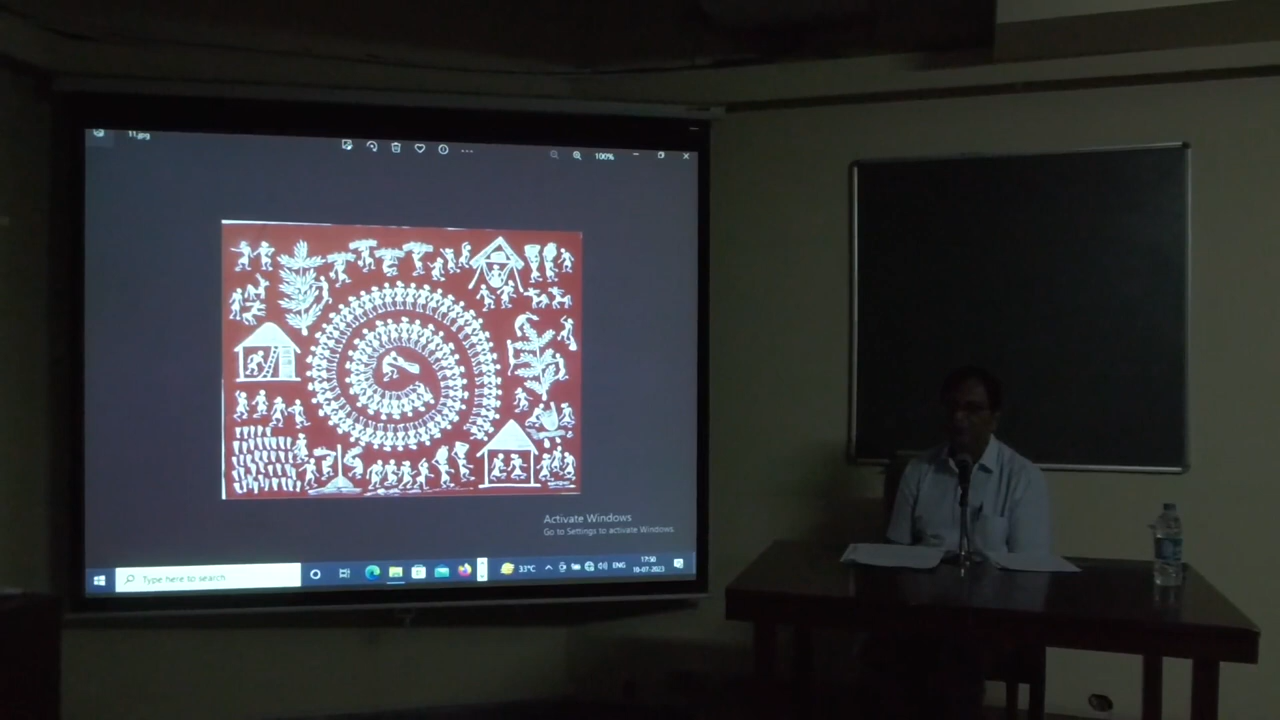 11.jpg
100%
Activate Windows
Go to Settings to activate Windows.
Type here to search
33°C
ENG
17:50
10-07-2023